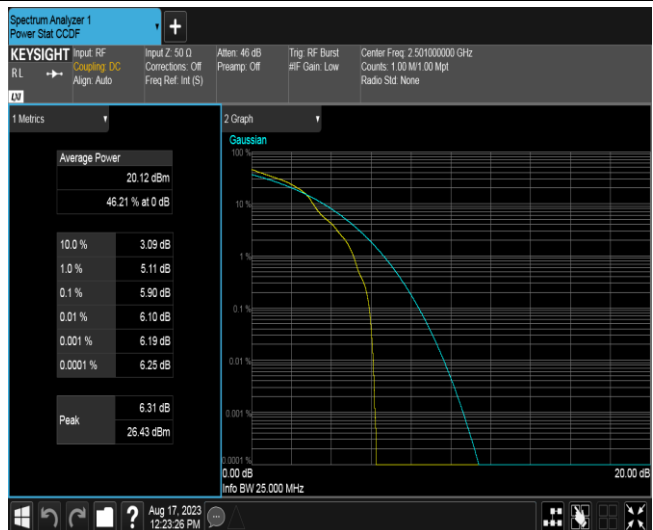 Spectrum Analyzer 1
Power Stat CCDF
+
KEYSIGHT
R L
LXI
Input: RF
Coupling: DC
Align: Auto
Input Z: 50 Ω
Corrections: Off
Freq Ref: Int (S)
Atten: 46 dB
Preamp: Off
Trig: RF Burst
#IF Gain: Low
Center Freq: 2.501000000 GHz
Counts: 1.00 M/1.00 Mpt
Radio Std: None
1 Metrics
Average Power
20.12 dBm
46.21 % at 0 dB
10.0 % 3.09 dB
1.0 % 5.11 dB
0.1 % 5.90 dB
0.01 % 6.10 dB
0.001 % 6.19 dB
0.0001 % 6.25 dB
Peak
6.31 dB
26.43 dBm
2 Graph
Gaussian
100 %
10 %
1 %
0.1 %
0.01 %
0.001 %
0.0001 %
0.00 dB 20.00 dB
Info BW 25.000 MHz
?
Aug 17, 2023
12:23:26 PM